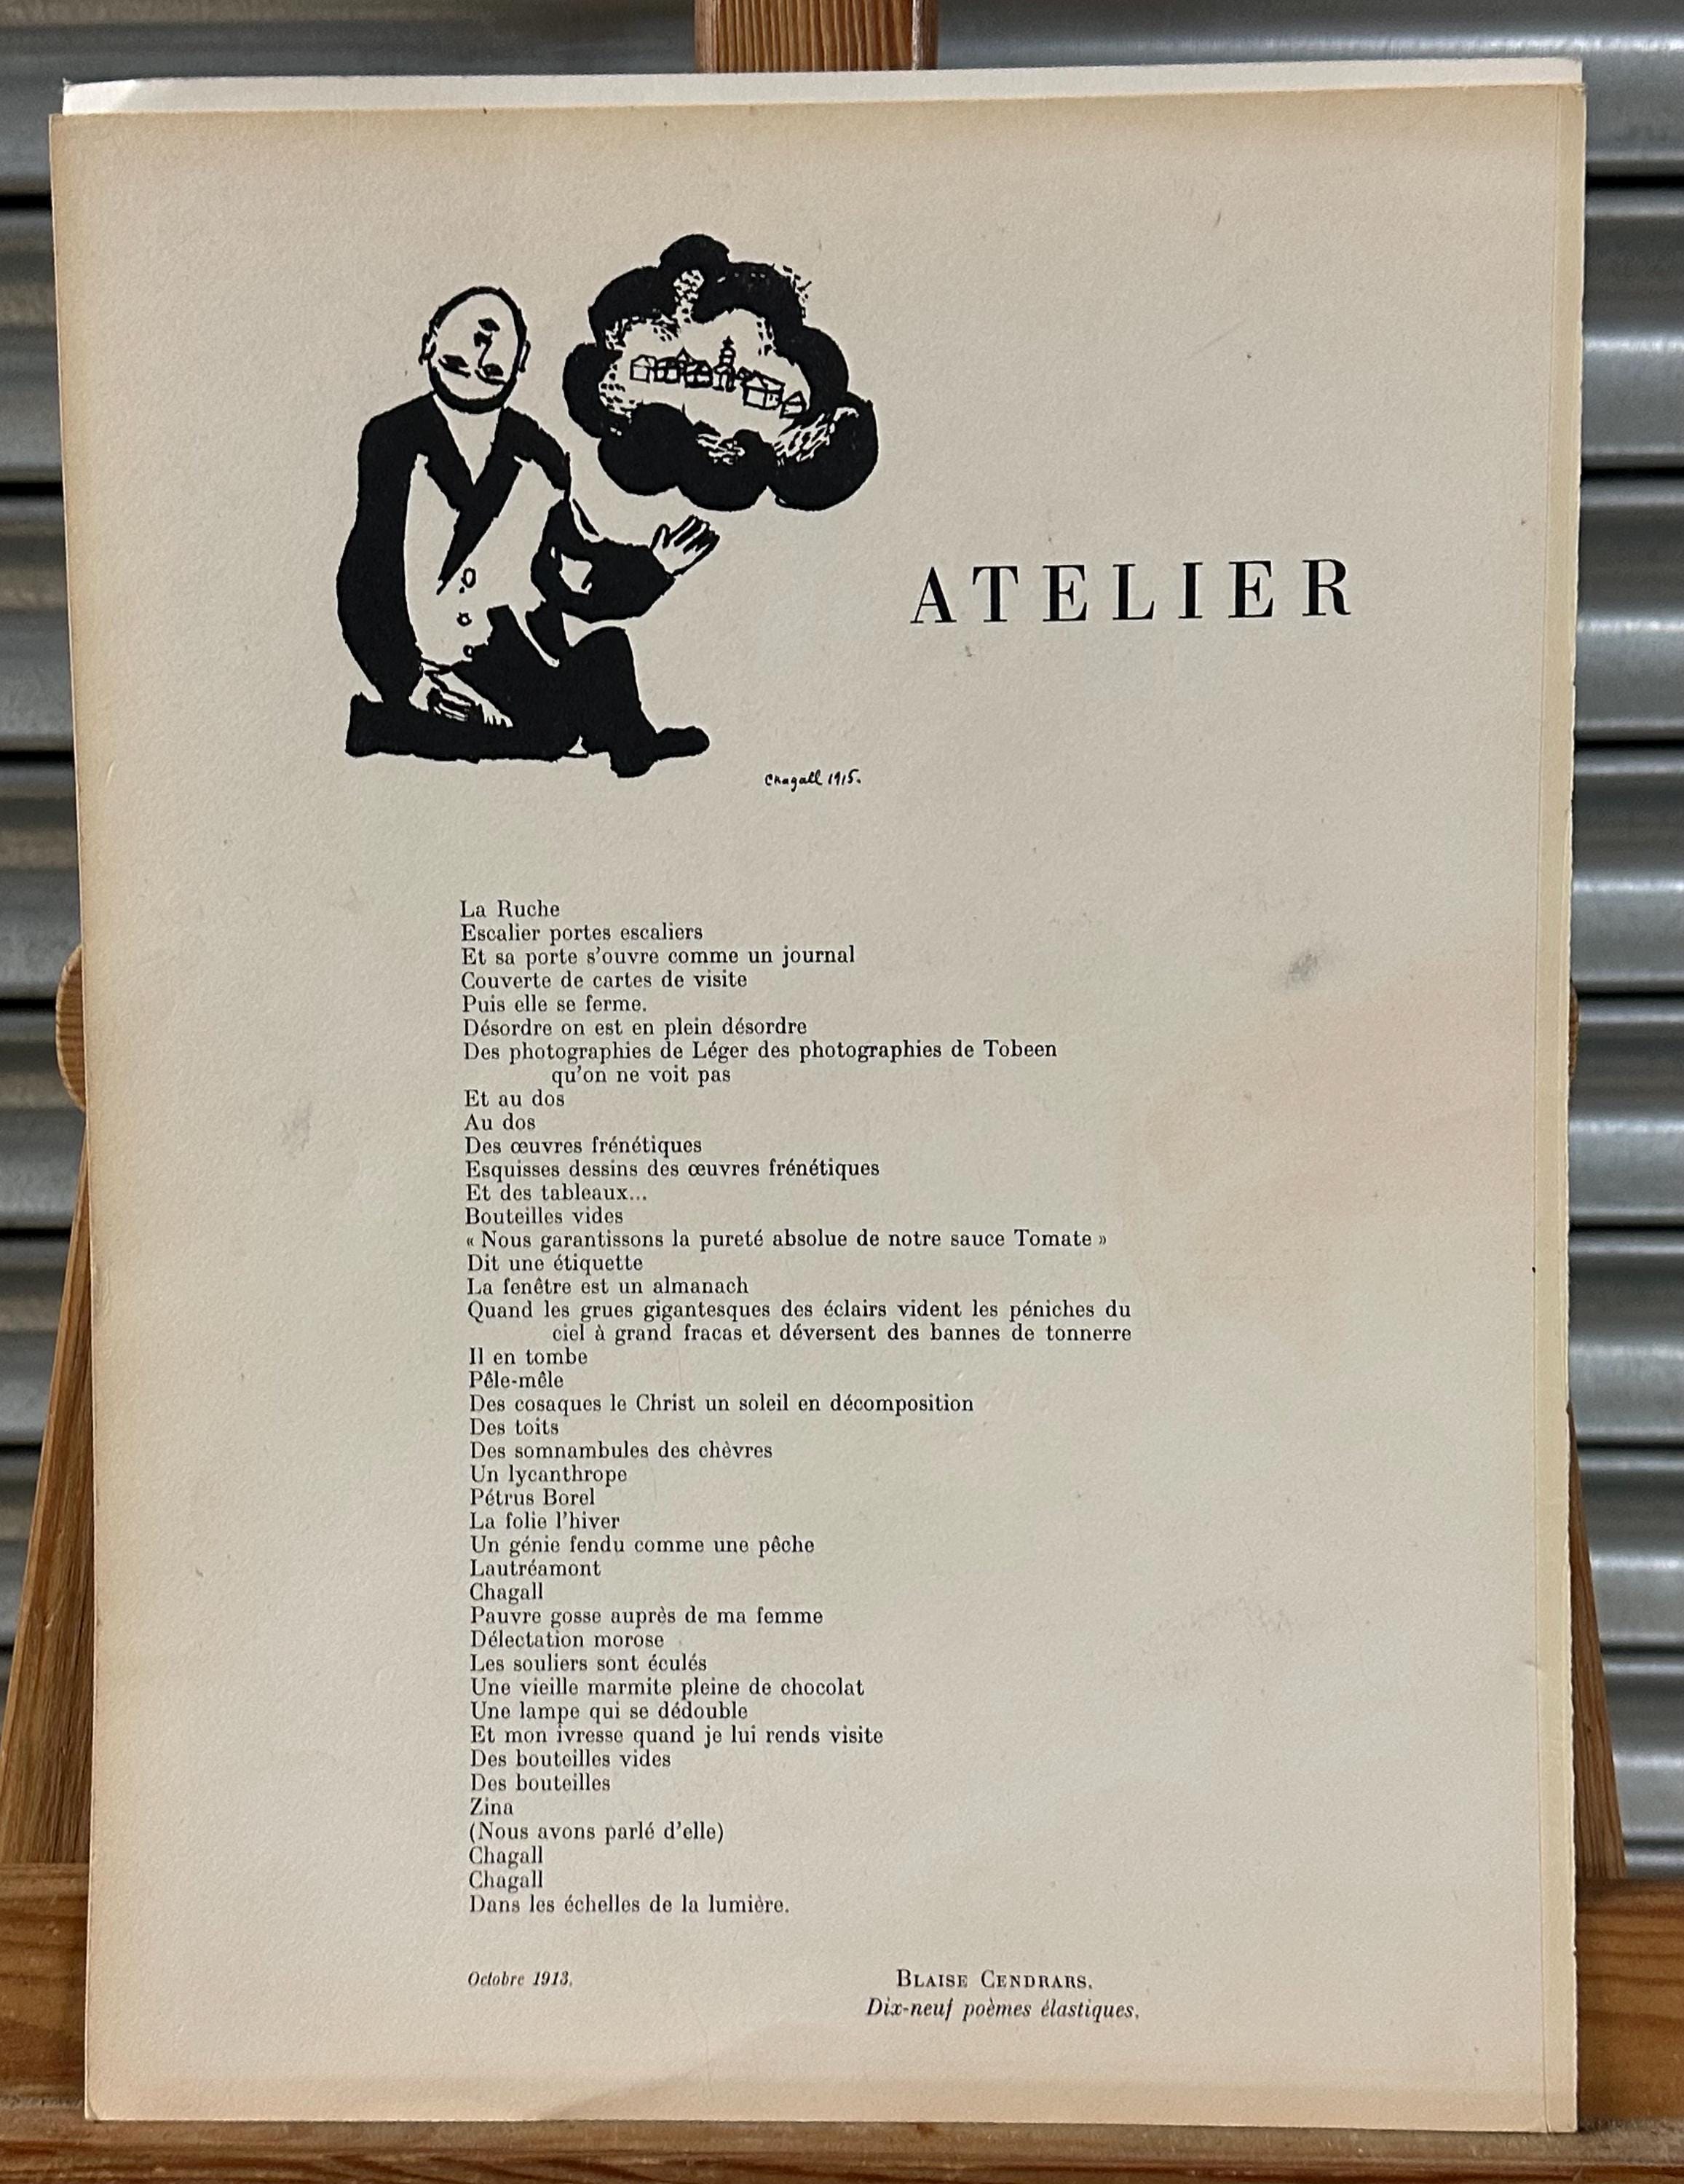 ATELIER
Chagall 1915.
La Ruche
Escalier portes escaliers
Et sa porte s'ouvre comme un journal
Couverte de cartes de visite
Puis elle se ferme.
Désordre on est en plein désordre
Des photographies de Léger des photographies de Tobeen
qu'on ne voit pas
Et au dos
Au dos
Des œuvres frénétiques
Esquisses dessins des œuvres frénétiques
Et des tableaux...
Bouteilles vides
« Nous garantissons la pureté absolue de notre sauce Tomate »
Dit une étiquette
La fenêtre est un almanach
Quand les grues gigantesques des éclairs vident les péniches du
ciel à grand fracas et déversent des bannes de tonnerre
Il en tombe
Pêle-mêle
Des cosaques le Christ un soleil en décomposition
Des toits
Des somnambules des chèvres
Un lycanthrope
Pétrus Borel
La folie l'hiver
Un génie fendu comme une pêche
Lautréamont
Chagall
Pauvre gosse auprès de ma femme
Délectation morose
Les souliers sont éculés
Une vieille marmite pleine de chocolat
Une lampe qui se dédouble
Et mon ivresse quand je lui rends visite
Des bouteilles vides
Des bouteilles
Zina
(Nous avons parlé d'elle)
Chagall
Chagall
Dans les échelles de la lumière.
Octobre 1913.
BLAISE CENDRARS.
Dix-neuf poèmes élastiques.